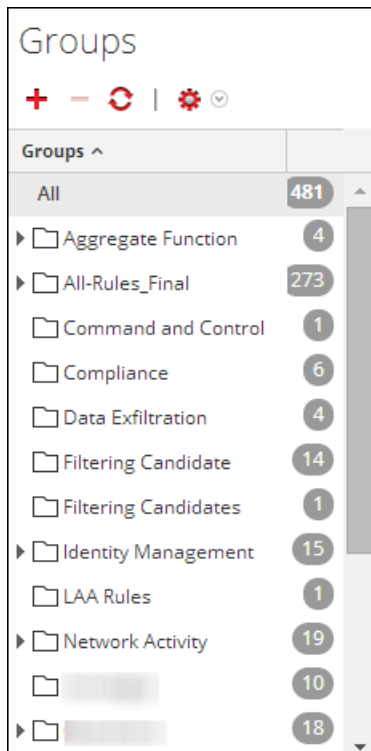 Groups
Groups
All 481
Aggregate Function 4
All-Rules_Final 273
Command and Control 1
Compliance 6
Data Exfiltration 4
Filtering Candidate 14
Filtering Candidates 1
Identity Management 15
LAA Rules 1
Network Activity 19
10
18